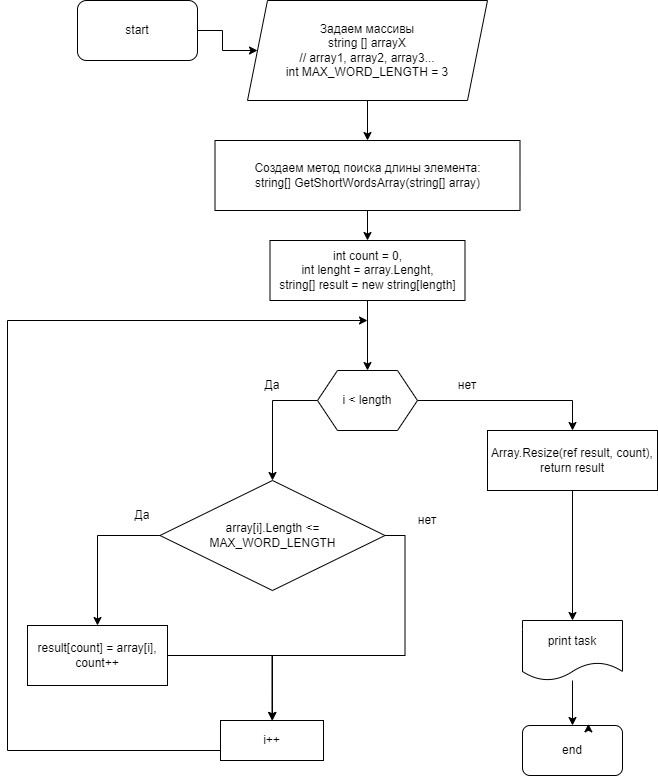 start
Задаем массивы
string [] arrayX
// array1, array2, array3...
int MAX_WORD_LENGTH = 3
Создаем метод поиска длины элемента:
string[] GetShortWordsArray(string[] array)
int count = 0,
int lenght = array.Lenght,
string[] result = new string[length]
Да
i < length
нет
Array.Resize(ref result, count),
return result
Да
array[i].Length <=
MAX_WORD_LENGTH
нет
result[count] = array[i],
count++
print task
i++
end